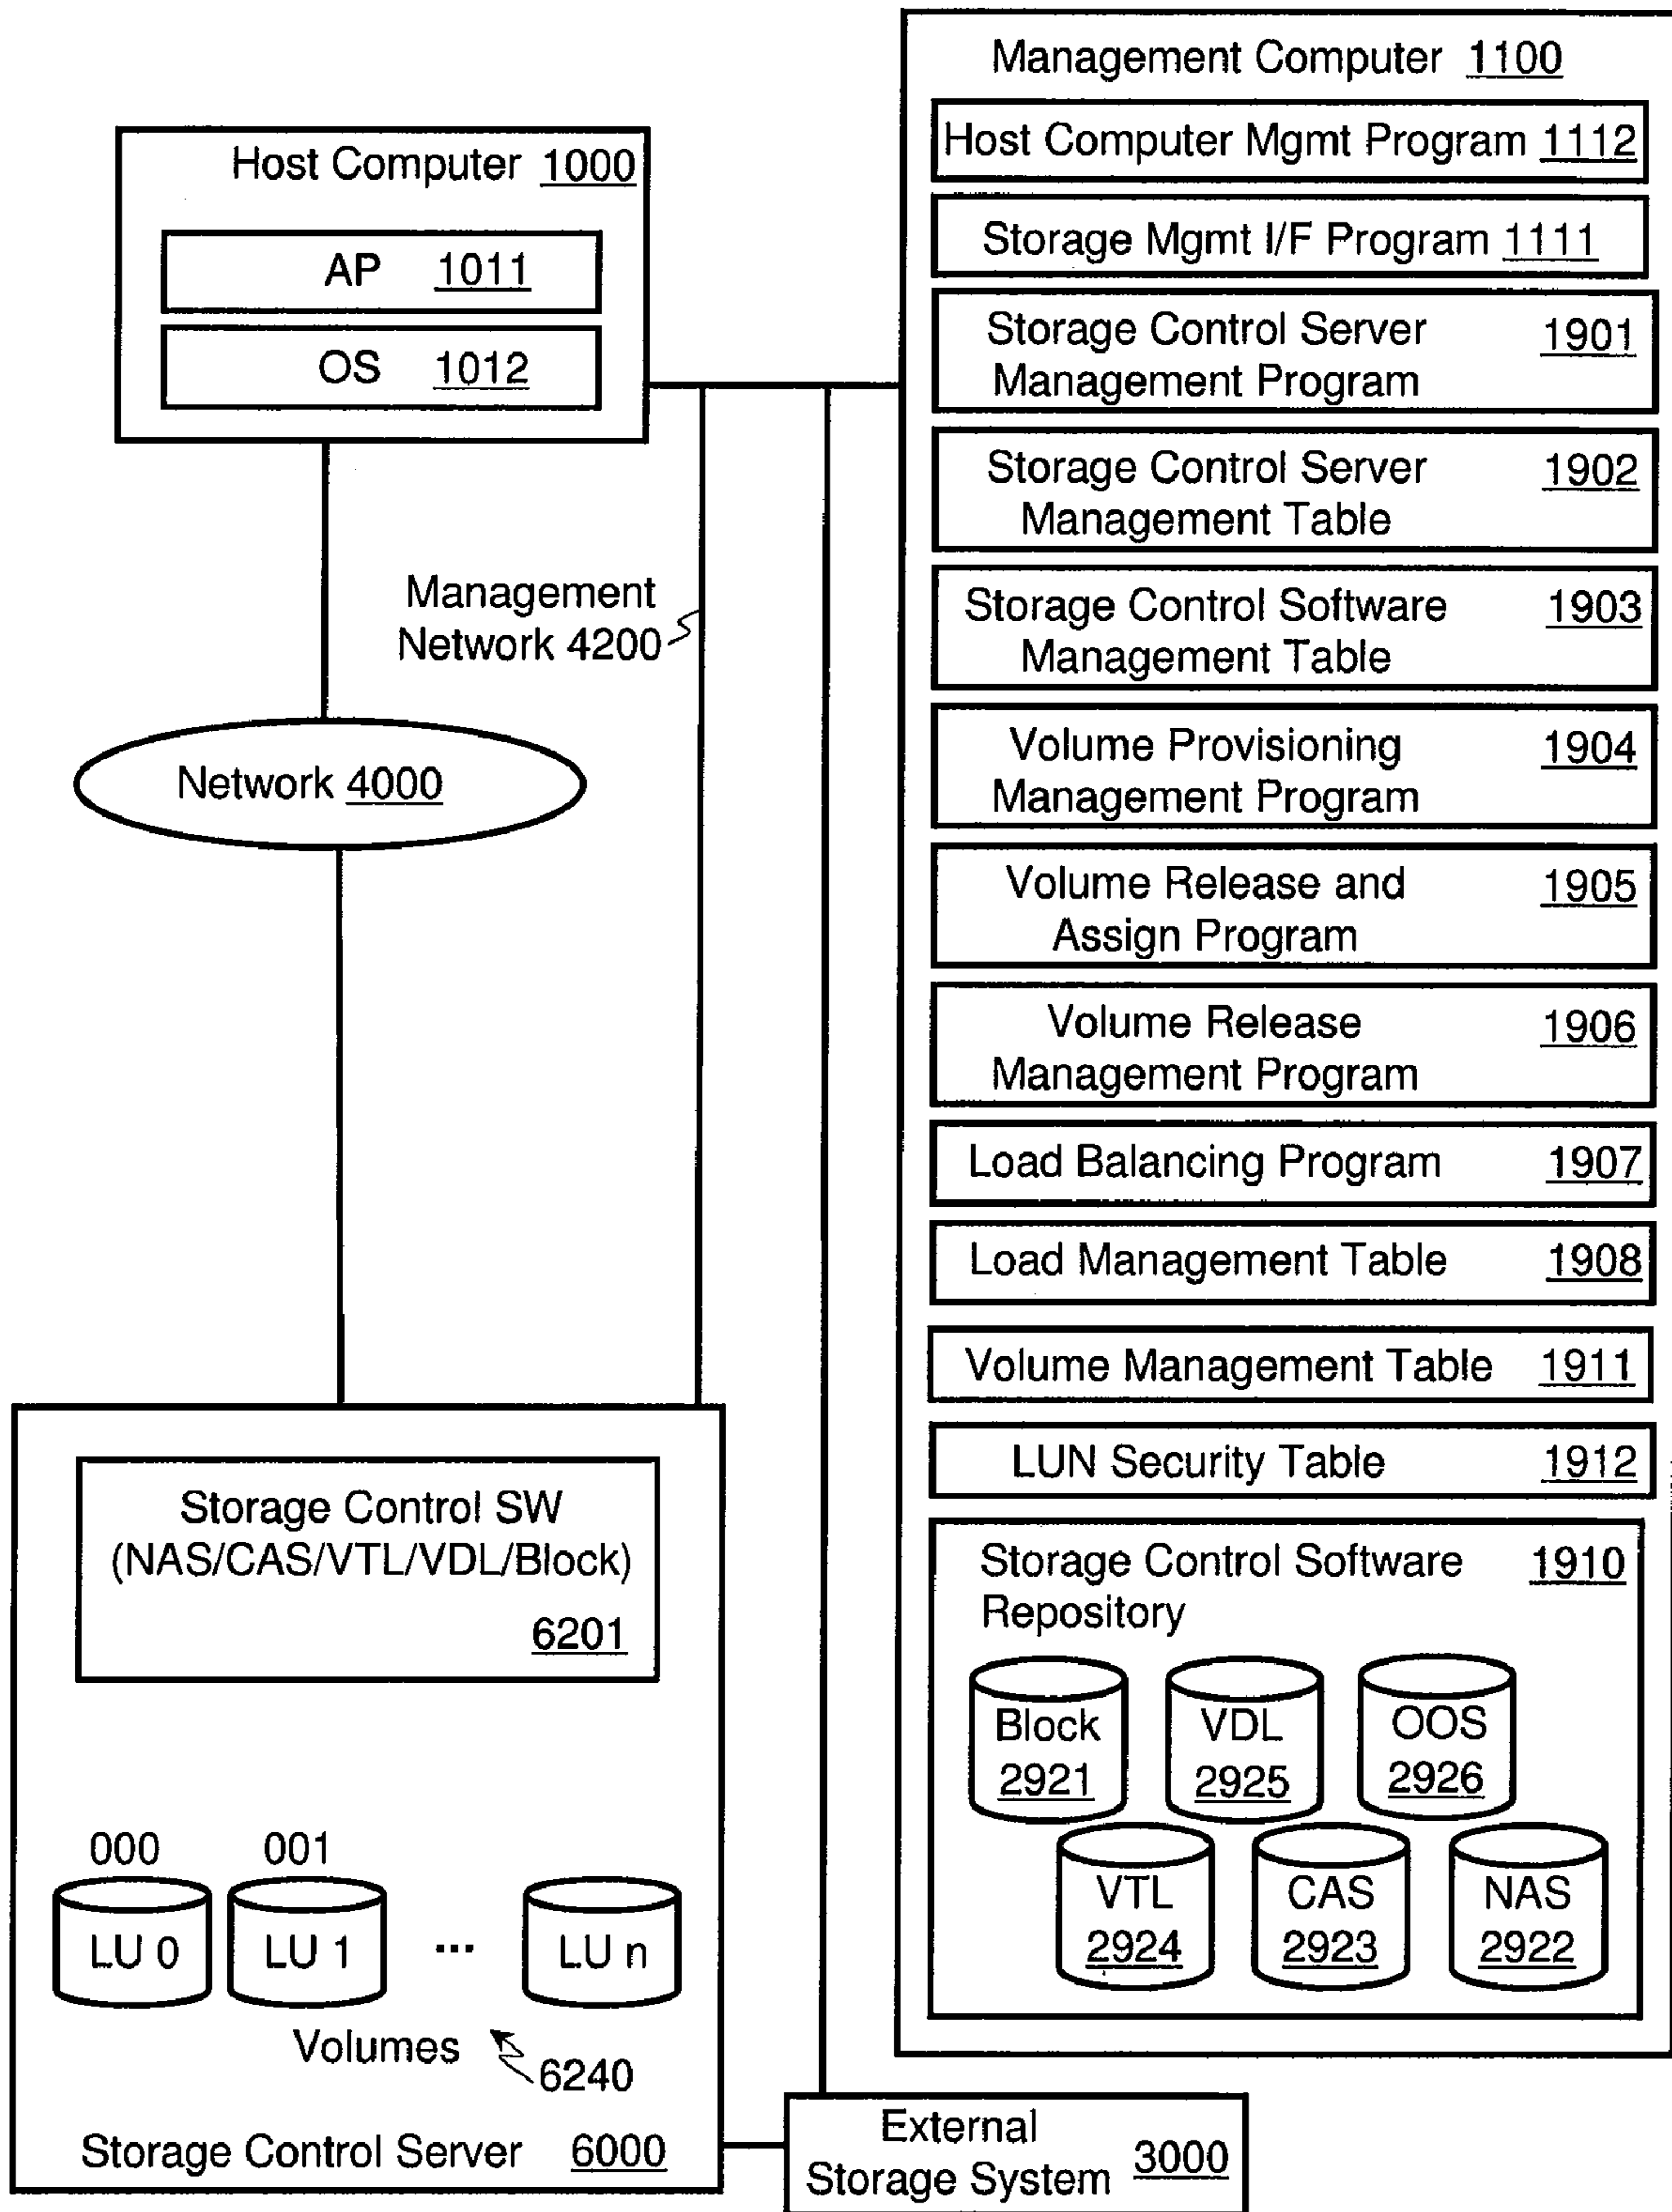 Host Computer 1000
AP 1011
OS 1012
Management
Network 4200
Network 4000
Storage Control SW
(NAS/CAS/VTL/VDL/Block)
6201
000 001
LU 0 LU 1 ... LU n
Volumes
6240
Storage Control Server 6000
External
Storage System 3000
Management Computer 1100
Host Computer Mgmt Program 1112
Storage Mgmt I/F Program 1111
Storage Control Server 1901
Management Program
Storage Control Server 1902
Management Table
Storage Control Software 1903
Management Table
Volume Provisioning 1904
Management Program
Volume Release and 1905
Assign Program
Volume Release 1906
Management Program
Load Balancing Program 1907
Load Management Table 1908
Volume Management Table 1911
LUN Security Table 1912
Storage Control Software 1910
Repository
Block VDL OOS
2921 2925 2926
VTL CAS NAS
2924 2923 2922